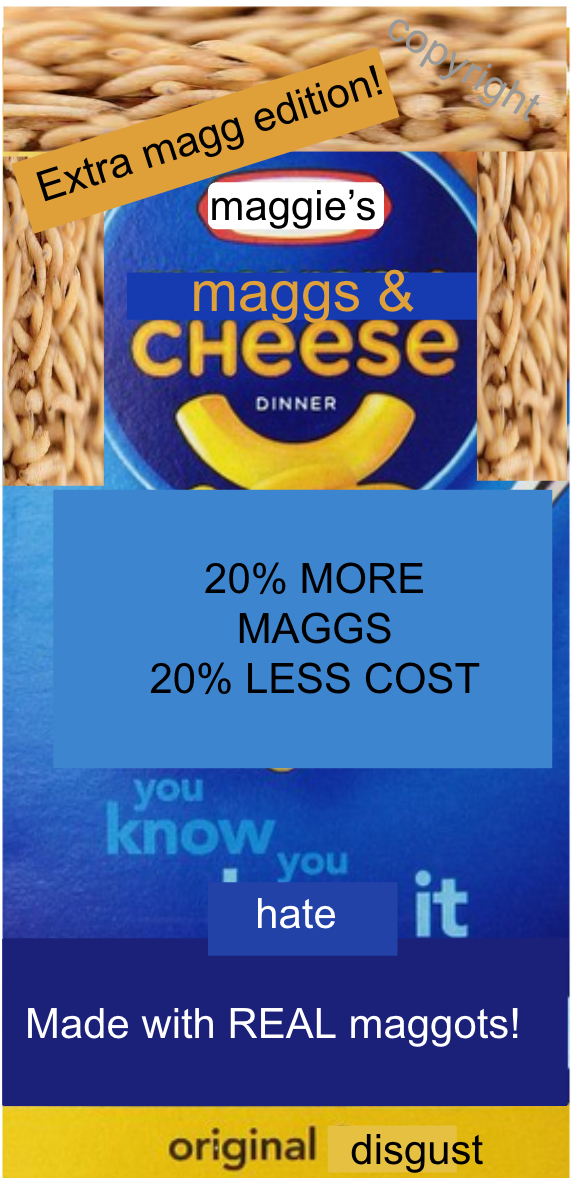 copyright
Extra magg edition!
maggie's
maggs &
CHeese
DINNER
20% MORE
MAGGS
20% LESS COST
you
know
you
hate it
Made with REAL maggots!
original disgust